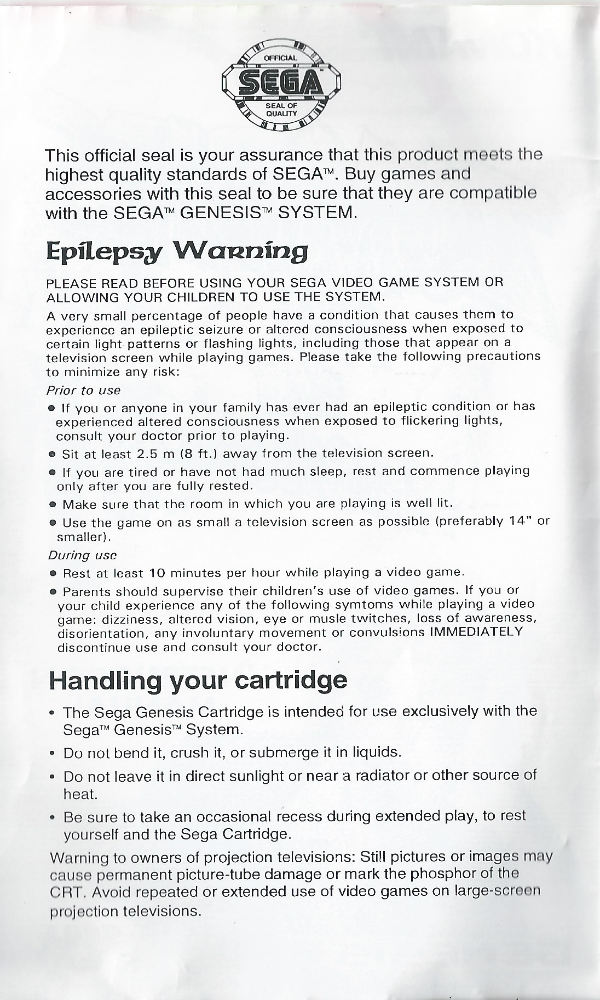 OFFICIAL
SEGA™
SEAL OF
QUALITY
This official seal is your assurance that this product meets the
highest quality standards of SEGA™. Buy games and
accessories with this seal to be sure that they are compatible
with the SEGA™ GENESIS™ SYSTEM.
Epilepsy Warning
PLEASE READ BEFORE USING YOUR SEGA VIDEO GAME SYSTEM OR
ALLOWING YOUR CHILDREN TO USE THE SYSTEM.
A very small percentage of people have a condition that causes them to
experience an epileptic seizure or altered consciousness when exposed to
certain light patterns or flashing lights, including those that appear on a
television screen while playing games. Please take the following precautions
to minimize any risk:
Prior to use
• If you or anyone in your family has ever had an epileptic condition or has
experienced altered consciousness when exposed to flickering lights,
consult your doctor prior to playing.
• Sit at least 2.5 m (8 ft.) away from the television screen.
• If you are tired or have not had much sleep, rest and commence playing
only after you are fully rested.
• Make sure that the room in which you are playing is well lit.
• Use the game on as small a television screen as possible (preferably 14" or
smaller).
During use
• Rest at least 10 minutes per hour while playing a video game.
• Parents should supervise their children's use of video games. If you or
your child experience any of the following symtoms while playing a video
game: dizziness, altered vision, eye or musle twitches, loss of awareness,
disorientation, any involuntary movement or convulsions IMMEDIATELY
discontinue use and consult your doctor.
Handling your cartridge
• The Sega Genesis Cartridge is intended for use exclusively with the
Sega™ Genesis™ System.
• Do not bend it, crush it, or submerge it in liquids.
• Do not leave it in direct sunlight or near a radiator or other source of
heat.
• Be sure to take an occasional recess during extended play, to rest
yourself and the Sega Cartridge.
Warning to owners of projection televisions: Still pictures or images may
cause permanent picture-tube damage or mark the phosphor of the
CRT. Avoid repeated or extended use of video games on large-screen
projection televisions.